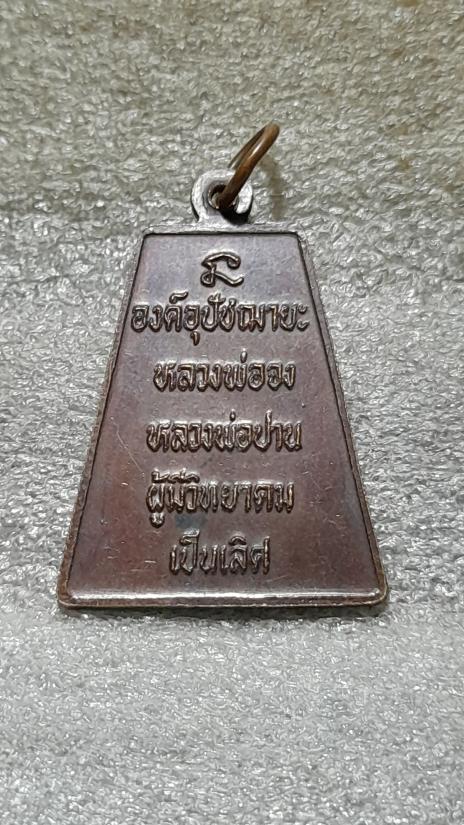 องค์อุปัชฌายะ
หลวงพ่อจง
หลวงพ่อปาน
ผู้มีวิทยาคม
เป็นเลิศ